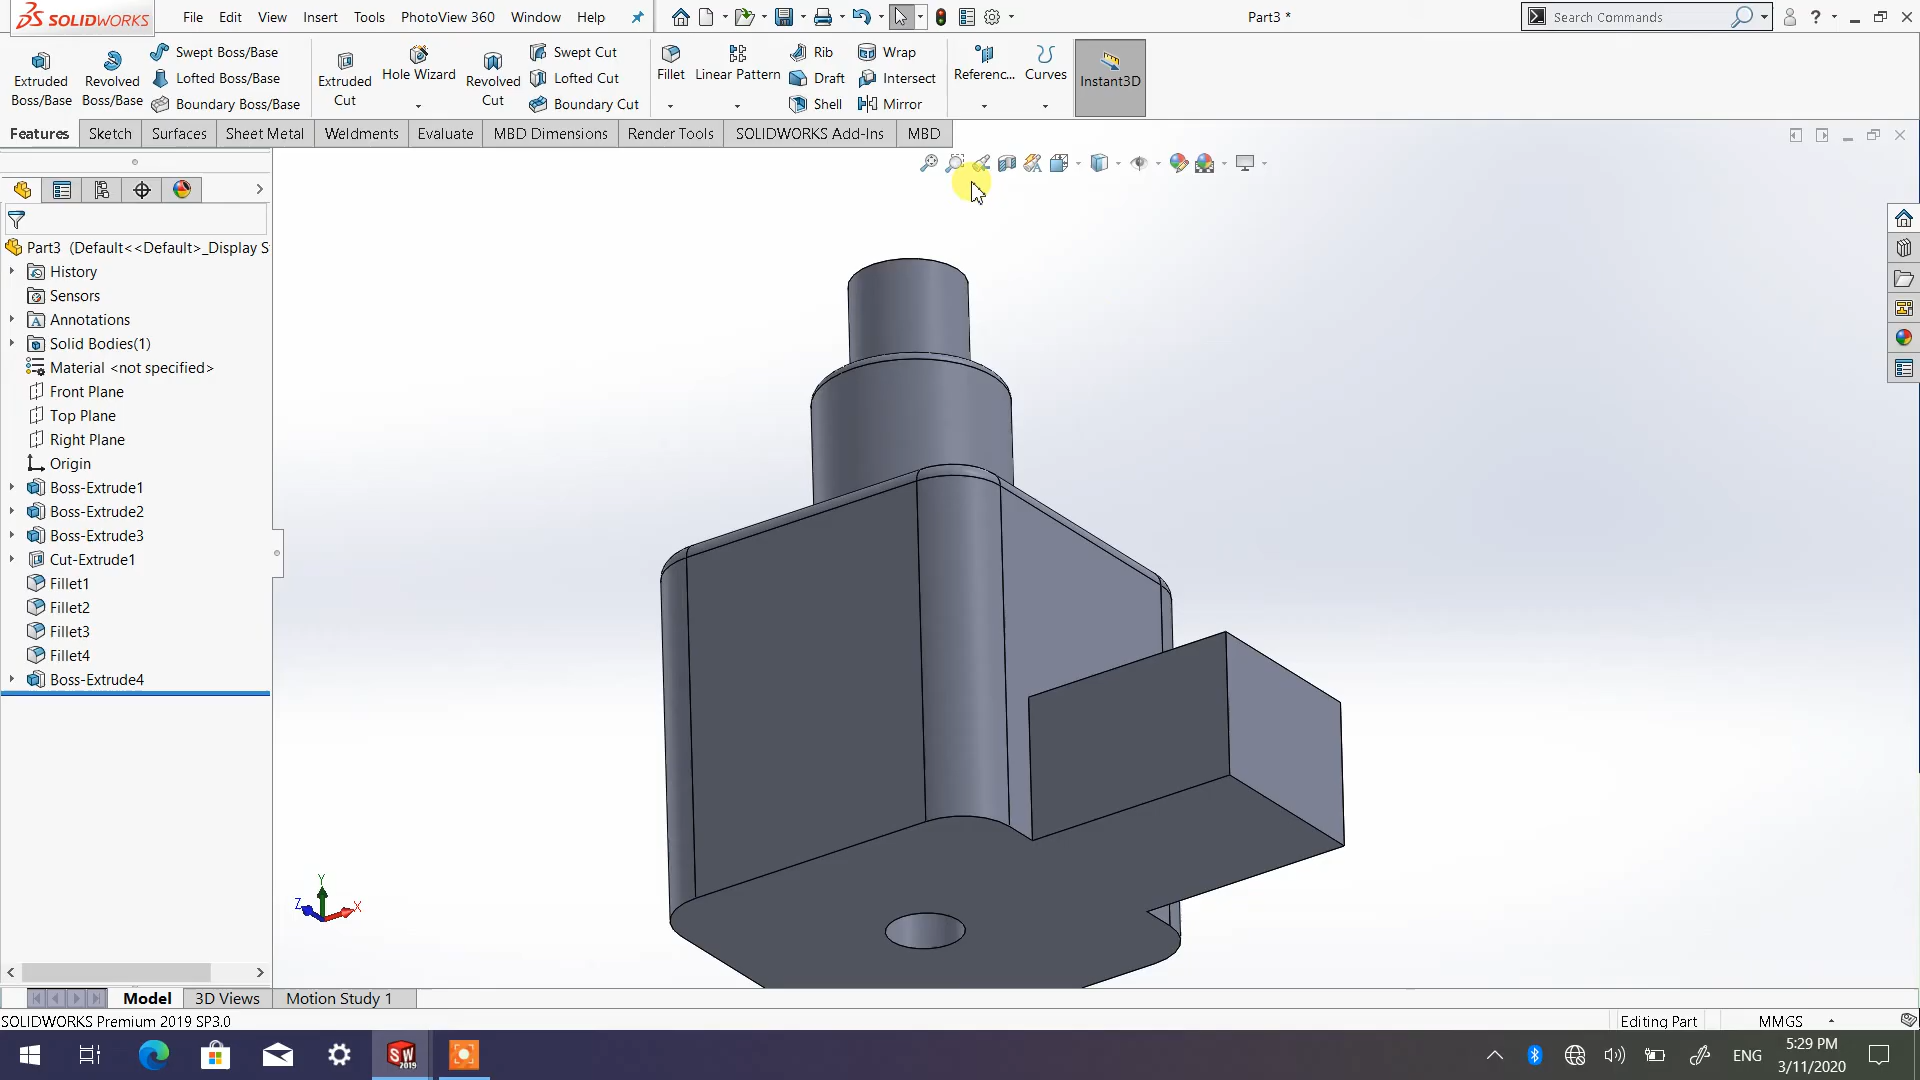 SOLIDWORKS File Edit View Insert Tools PhotoView 360 Window Help Part3 * Search Commands ?
Extruded Boss/Base
Revolved Boss/Base
Swept Boss/Base
Lofted Boss/Base
Boundary Boss/Base
Extruded Cut
Hole Wizard
Revolved Cut
Swept Cut
Lofted Cut
Boundary Cut
Fillet
Linear Pattern
Rib
Draft
Shell
Wrap
Intersect
Mirror
Referenc...
Curves
Instant3D
Features Sketch Surfaces Sheet Metal Weldments Evaluate MBD Dimensions Render Tools SOLIDWORKS Add-Ins MBD
Part3 (Default<<Default>_Display S
History
Sensors
Annotations
Solid Bodies(1)
Material <not specified>
Front Plane
Top Plane
Right Plane
Origin
Boss-Extrude1
Boss-Extrude2
Boss-Extrude3
Cut-Extrude1
Fillet1
Fillet2
Fillet3
Fillet4
Boss-Extrude4
Y
Z X
Model 3D Views Motion Study 1
SOLIDWORKS Premium 2019 SP3.0 Editing Part MMGS
SW
2019
ENG
5:29 PM
3/11/2020